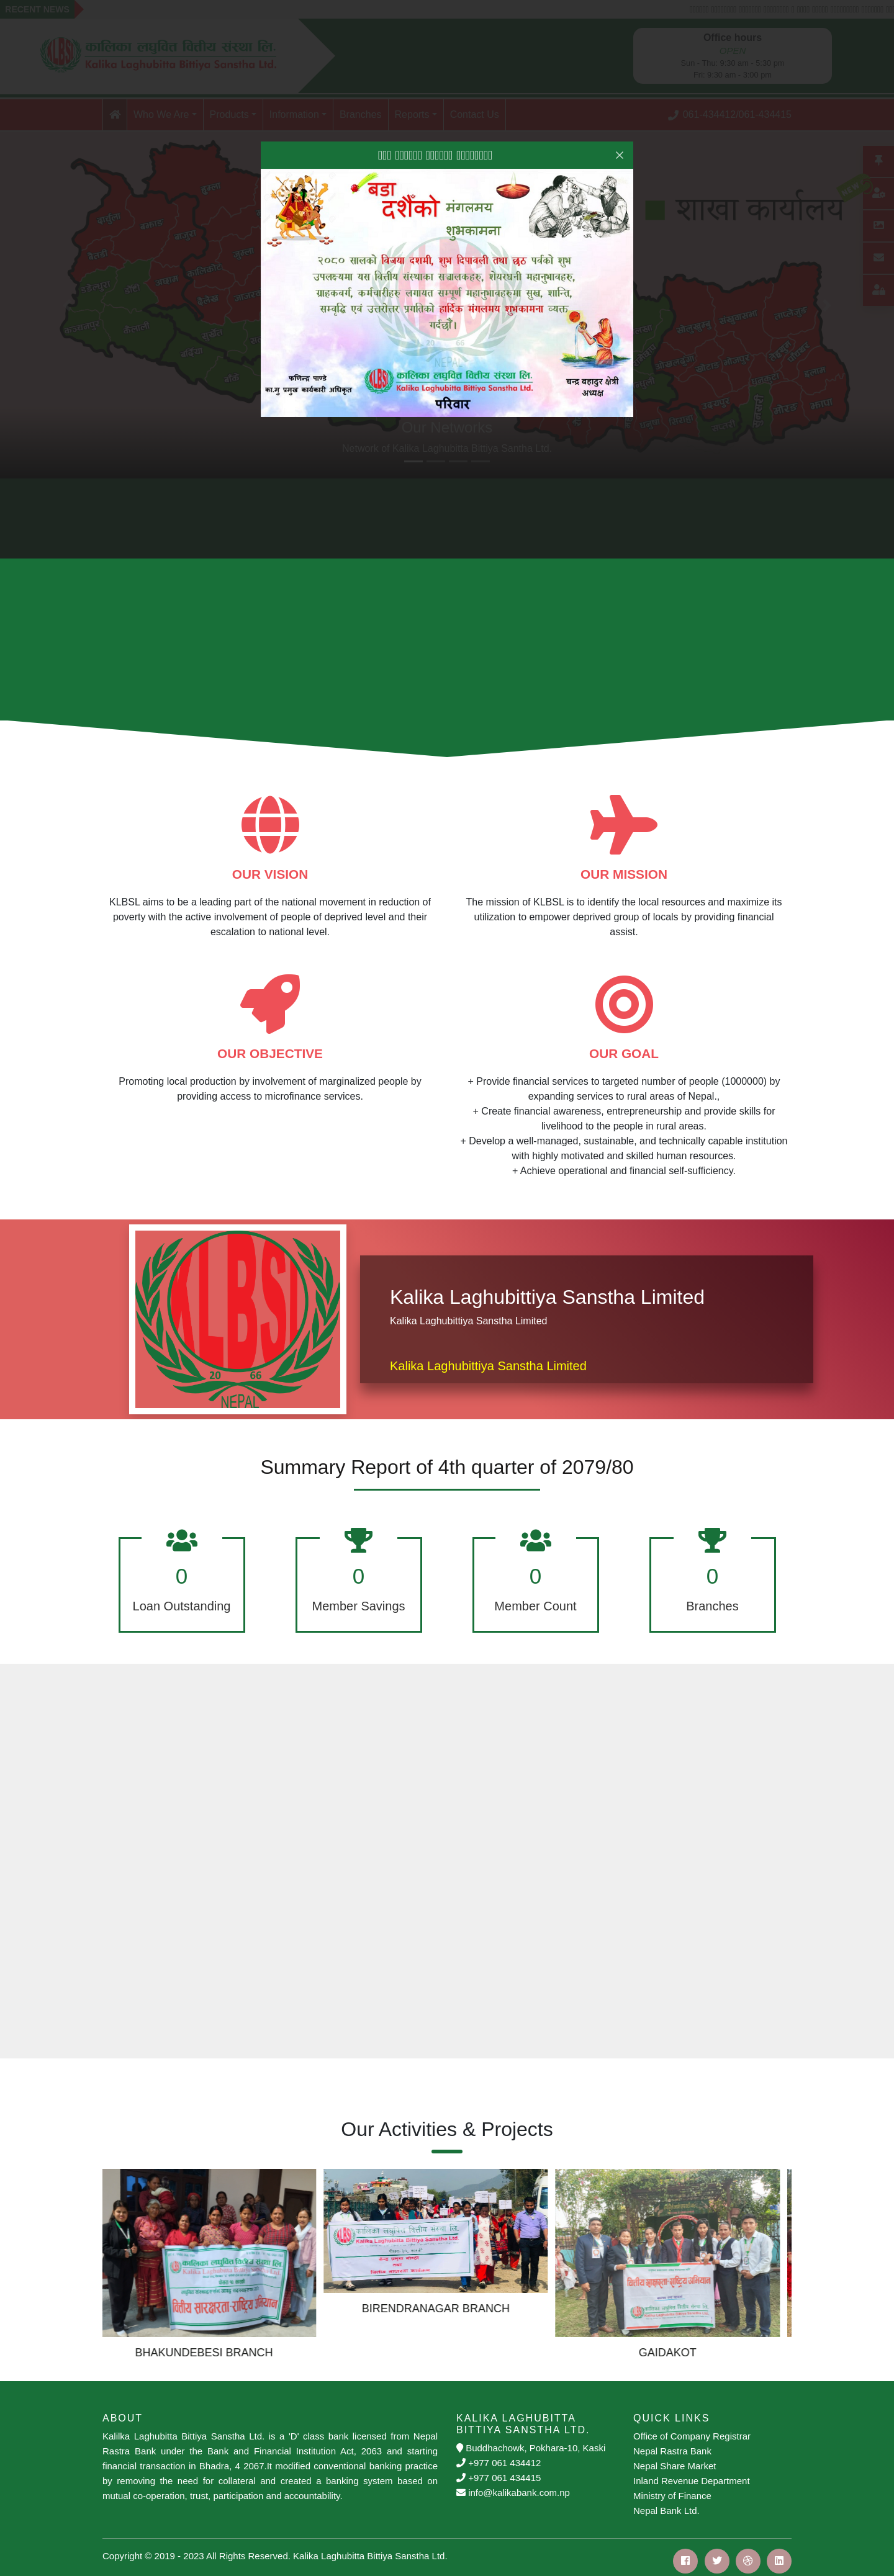 RECENT NEWS
कालिका लघुवित्त वित्तीय संस्था लि.
Kalika Laghubitta Bittiya Sanstha Ltd.
Office hours
OPEN
Sun - Thu: 9:30 am - 5:30 pm
Fri: 9:30 am - 3:00 pm
Who We Are
Products
Information
Branches
Reports
Contact Us
061-434412/061-434415
बडा
दशैंको मंगलमय
शुभकामना
२०८० सालको विजया दशमी, शुभ दिपावली तथा छठ पर्वको शुभ
उपलक्ष्यमा यस संस्थाका सञ्चालकहरु, शेयरधनी महानुभावहरु,
ग्राहकवर्ग, कर्मचारीहरु लगायत सम्पूर्ण महानुभावहरुमा सुख, शान्ति,
सम्वृद्धि एवं उत्तरोत्तर प्रगतिको हार्दिक मंगलमय शुभकामना व्यक्त
गर्दछौं।
फणिन्द्र पाण्डे
का.मु प्रमुख कार्यकारी अधिकृत
कालिका लघुवित्त वित्तीय संस्था लि.
Kalika Laghubitta Bittiya Sanstha Ltd.
परिवार
चन्द्र बहादुर क्षेत्री
अध्यक्ष
शाखा कार्यालय
Our Networks
Network of Kalika Laghubitta Bittiya Santha Ltd.
OUR VISION
KLBSL aims to be a leading part of the national movement in reduction of
poverty with the active involvement of people of deprived level and their
escalation to national level.
OUR MISSION
The mission of KLBSL is to identify the local resources and maximize its
utilization to empower deprived group of locals by providing financial
assist.
OUR OBJECTIVE
Promoting local production by involvement of marginalized people by
providing access to microfinance services.
OUR GOAL
+ Provide financial services to targeted number of people (1000000) by
expanding services to rural areas of Nepal.,
+ Create financial awareness, entrepreneurship and provide skills for
livelihood to the people in rural areas.
+ Develop a well-managed, sustainable, and technically capable institution
with highly motivated and skilled human resources.
+ Achieve operational and financial self-sufficiency.
KLBSL
20 66
NEPAL
Kalika Laghubittiya Sanstha Limited
Kalika Laghubittiya Sanstha Limited
Kalika Laghubittiya Sanstha Limited
Summary Report of 4th quarter of 2079/80
0
Loan Outstanding
0
Member Savings
0
Member Count
0
Branches
Our Activities & Projects
कालिका लघुवित्त वित्तीय संस्था लि.
वित्तीय साक्षरता-राष्ट्रिय अभियान
Kalika Laghubitta Bittiya Sanstha Ltd.
BHAKUNDEBESI BRANCH
BIRENDRANAGAR BRANCH
GAIDAKOT
ABOUT
Kalilka Laghubitta Bittiya Sanstha Ltd. is a 'D' class bank licensed from Nepal
Rastra Bank under the Bank and Financial Institution Act, 2063 and starting
financial transaction in Bhadra, 4 2067.It modified conventional banking practice
by removing the need for collateral and created a banking system based on
mutual co-operation, trust, participation and accountability.
KALIKA LAGHUBITTA
BITTIYA SANSTHA LTD.
Buddhachowk, Pokhara-10, Kaski
+977 061 434412
+977 061 434415
info@kalikabank.com.np
QUICK LINKS
Office of Company Registrar
Nepal Rastra Bank
Nepal Share Market
Inland Revenue Department
Ministry of Finance
Nepal Bank Ltd.
Copyright © 2019 - 2023 All Rights Reserved. Kalika Laghubitta Bittiya Sanstha Ltd.